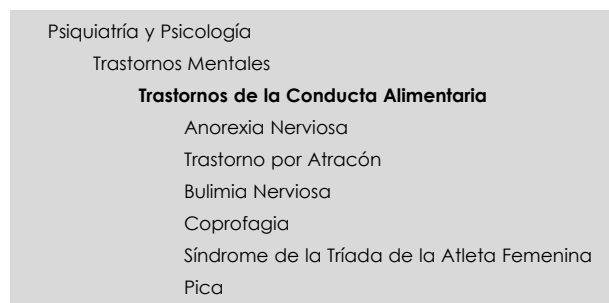 Psiquiatría y Psicología
Trastornos Mentales
Trastornos de la Conducta Alimentaria
Anorexia Nerviosa
Trastorno por Atracón
Bulimia Nerviosa
Coprofagia
Síndrome de la Tríada de la Atleta Femenina
Pica